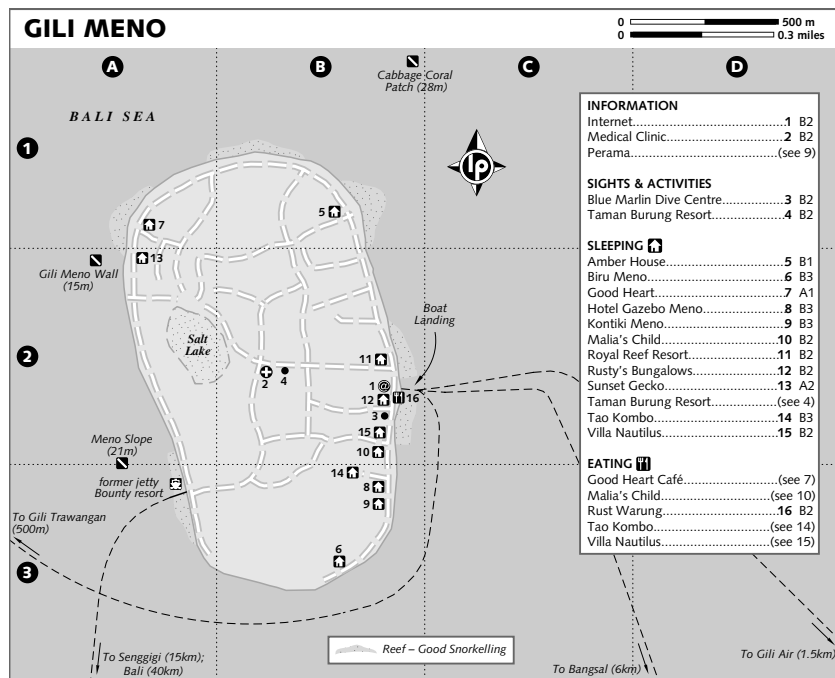 GILI MENO
0 500 m
0 0.3 miles
A B C D
Cabbage Coral
Patch (28m)
BALI SEA
1
lp
5
7
13
Gili Meno Wall
(15m)
Boat
Landing
Salt
Lake
2
11
2 4
1 @
12 16
3
15
10
Meno Slope
(21m)
14
former jetty
Bounty resort
8
9
To Gili Trawangan
(500m)
6
3
To Senggigi (15km);
Bali (40km)
Reef – Good Snorkelling
To Bangsal (6km)
To Gili Air (1.5km)
INFORMATION
Internet....................................1 B2
Medical Clinic..........................2 B2
Perama................................(see 9)
SIGHTS & ACTIVITIES
Blue Marlin Dive Centre...........3 B2
Taman Burung Resort..............4 B2
SLEEPING
Amber House...........................5 B1
Biru Meno................................6 B3
Good Heart..............................7 A1
Hotel Gazebo Meno.................8 B3
Kontiki Meno...........................9 B3
Malia's Child..........................10 B2
Royal Reef Resort...................11 B2
Rusty's Bungalows..................12 B2
Sunset Gecko.........................13 A2
Taman Burung Resort..........(see 4)
Tao Kombo............................14 B3
Villa Nautilus..........................15 B2
EATING
Good Heart Café..................(see 7)
Malia's Child......................(see 10)
Rust Warung..........................16 B2
Tao Kombo........................(see 14)
Villa Nautilus......................(see 15)